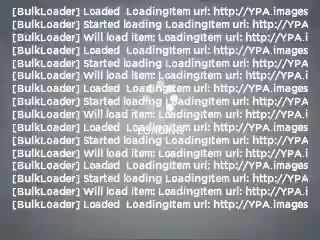 [BulkLoader] Loaded LoadingItem url: http://YPA.images
[BulkLoader] Started loading LoadingItem url: http://YPA
[BulkLoader] Will load item: LoadingItem url: http://YPA.i
[BulkLoader] Loaded LoadingItem url: http://YPA.images
[BulkLoader] Started loading LoadingItem url: http://YPA
[BulkLoader] Will load item: LoadingItem url: http://YPA.i
[BulkLoader] Loaded LoadingItem url: http://YPA.images
[BulkLoader] Started loading LoadingItem url: http://YPA
[BulkLoader] Will load item: LoadingItem url: http://YPA.i
[BulkLoader] Loaded LoadingItem url: http://YPA.images
[BulkLoader] Started loading LoadingItem url: http://YPA
[BulkLoader] Will load item: LoadingItem url: http://YPA.i
[BulkLoader] Loaded LoadingItem url: http://YPA.images
[BulkLoader] Started loading LoadingItem url: http://YPA
[BulkLoader] Will load item: LoadingItem url: http://YPA.i
[BulkLoader] Loaded LoadingItem url: http://YPA.images